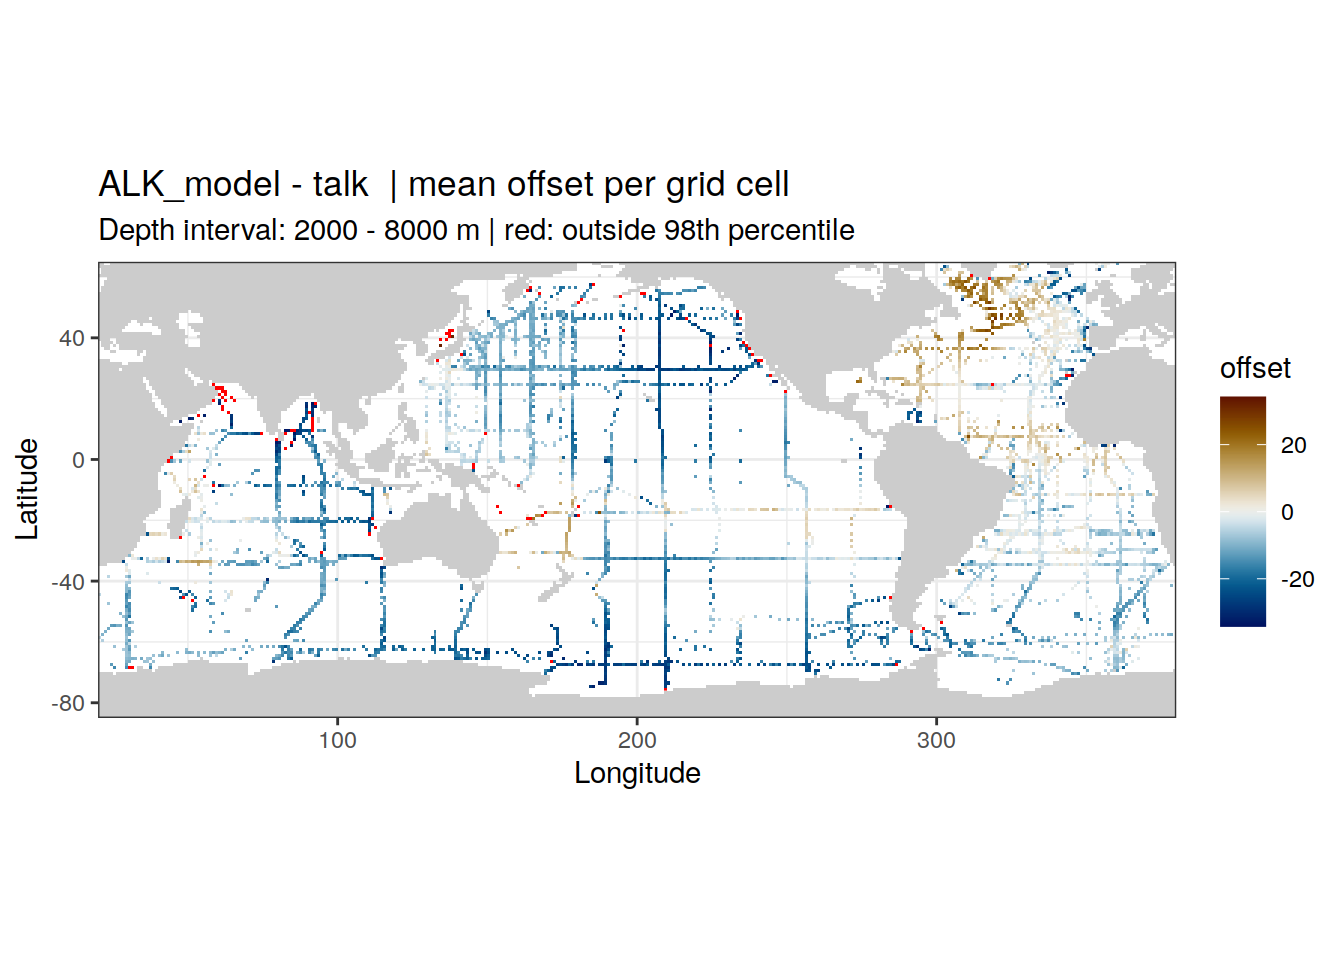 ALK_model - talk  | mean offset per grid cell
Depth interval: 2000 - 8000 m | red: outside 98th percentile
Latitude
40
0
-40
-80
100
200
300
Longitude
offset
20
0
-20